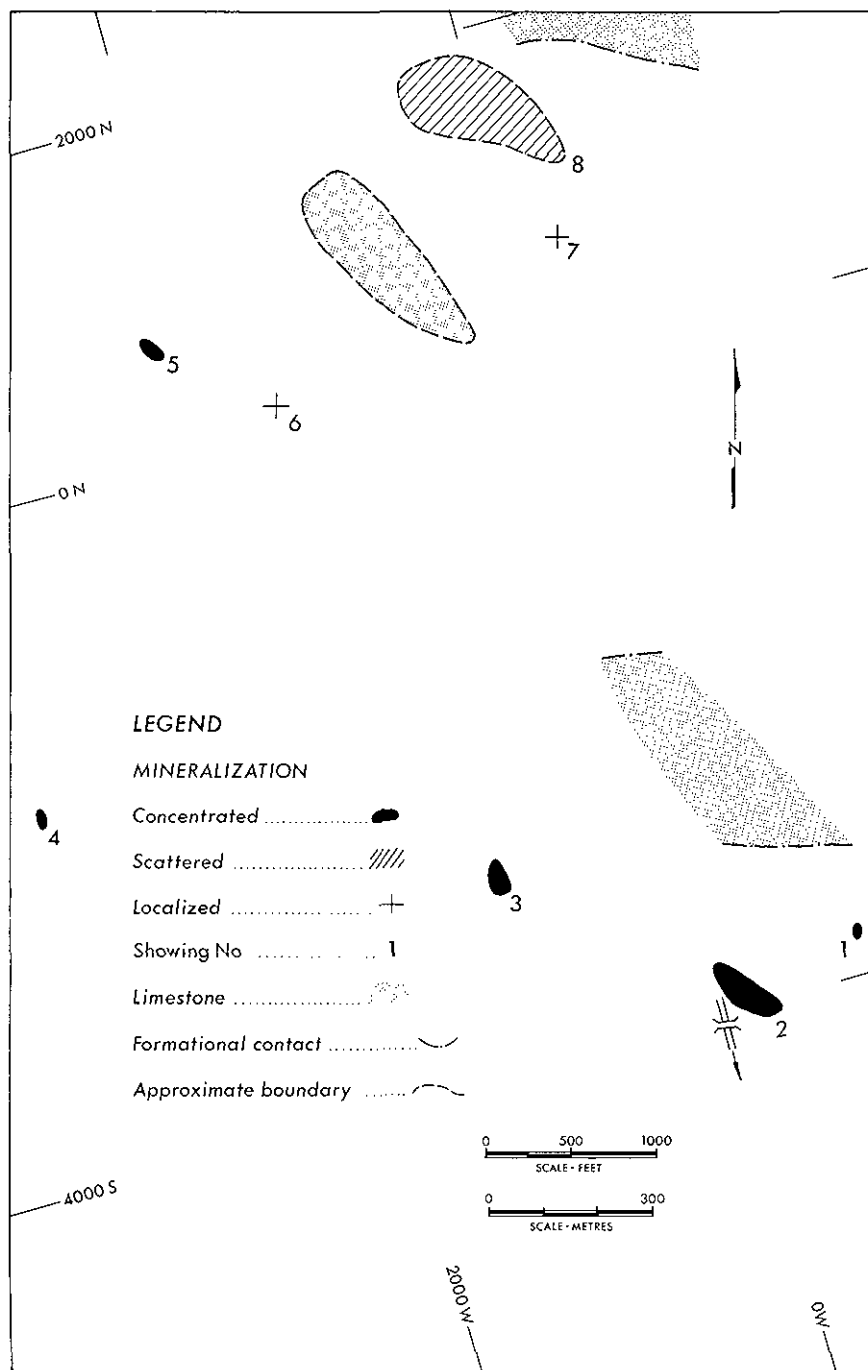 2000 N
8
7
5
6
N
0 N
LEGEND
MINERALIZATION
Concentrated ................
Scattered ....................
Localized ............. .....
Showing No ...... .. . .. 1
Limestone ....................
Formational contact ............
Approximate boundary ......
4
3
1
2
0 500 1000
SCALE - FEET
0 300
SCALE - METRES
4000 S
2000 W
0W